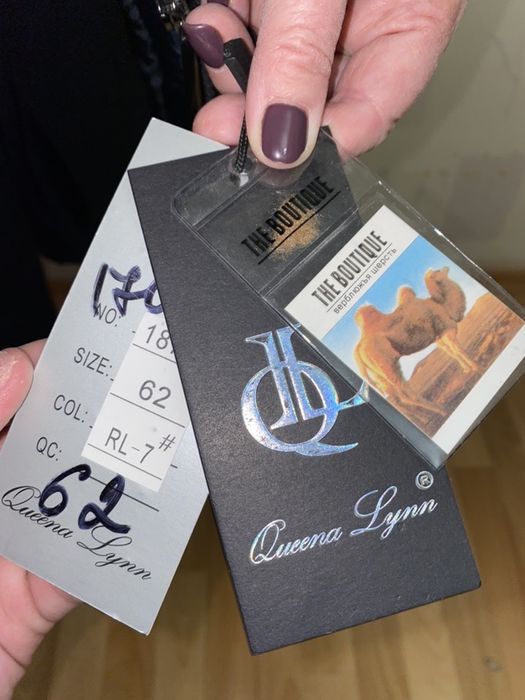 THE BOUTIQUE
THE BOUTIQUE
верблюжья шерсть
NO:
SIZE:
62
COL:
RL-7#
QC:
62
Queena Lynn
QL
Queena Lynn®